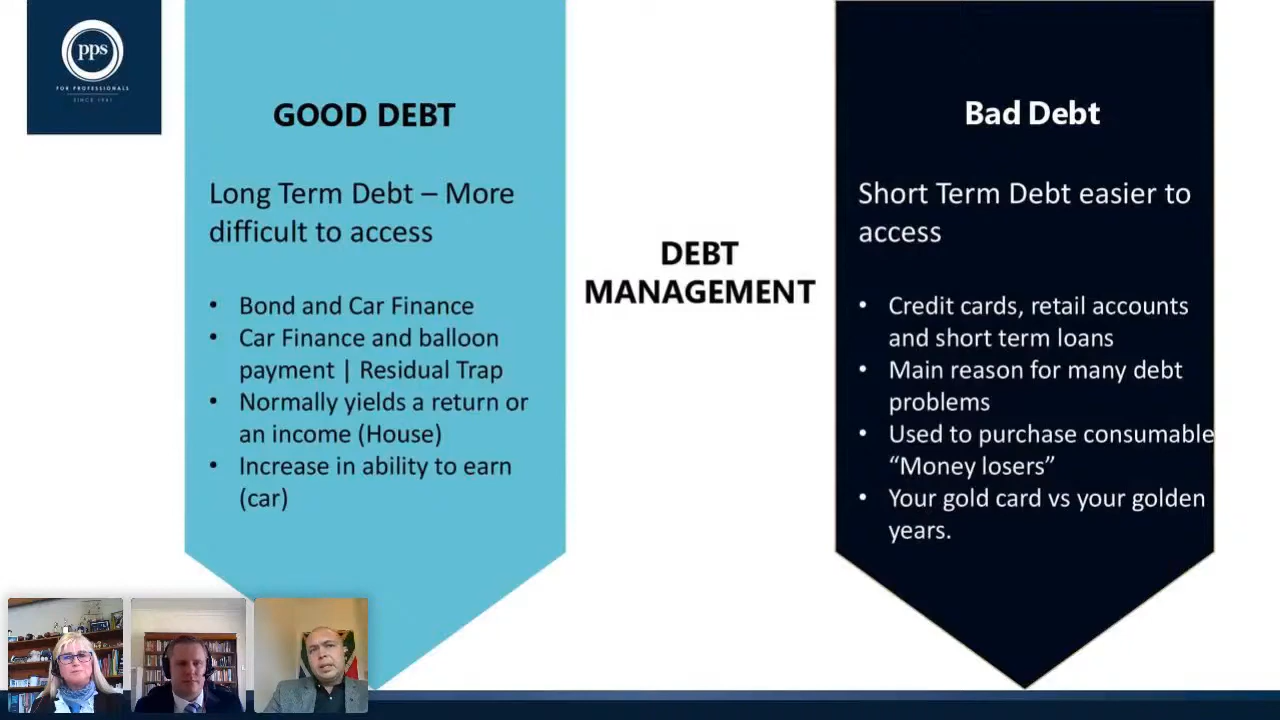 pps
FOR PROFESSIONALS
SINCE 1941
GOOD DEBT
Long Term Debt – More
difficult to access
• Bond and Car Finance
• Car Finance and balloon
payment | Residual Trap
• Normally yields a return or
an income (House)
• Increase in ability to earn
(car)
DEBT
MANAGEMENT
Bad Debt
Short Term Debt easier to
access
• Credit cards, retail accounts
and short term loans
• Main reason for many debt
problems
• Used to purchase consumable
“Money losers”
• Your gold card vs your golden
years.